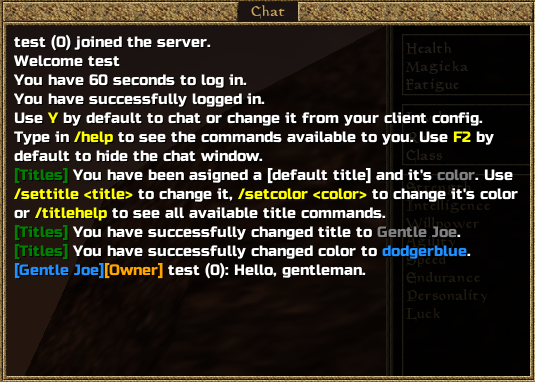 Chat
test (0) joined the server.
Welcome test
You have 60 seconds to log in.
You have successfully logged in.
Use Y by default to chat or change it from your client config.
Type in /help to see the commands available to you. Use F2 by
default to hide the chat window.
[Titles] You have been asigned a [default title] and it's color. Use
/settitle <title> to change it, /setcolor <color> to change it's color
or /titlehelp to see all available title commands.
[Titles] You have successfully changed title to Gentle Joe.
[Titles] You have successfully changed color to dodgerblue.
[Gentle Joe][Owner] test (0): Hello, gentleman.
Health
Magicka
Fatigue
Class
Strength
Intelligence
Willpower
Agility
Speed
Endurance
Personality
Luck